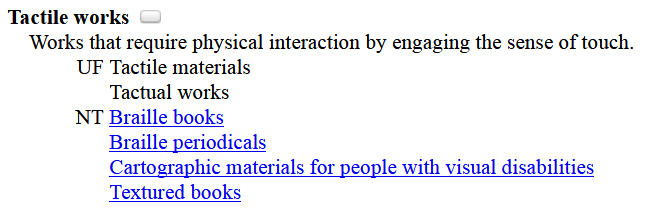 Tactile works
Works that require physical interaction by engaging the sense of touch.
UF Tactile materials
Tactual works
NT Braille books
Braille periodicals
Cartographic materials for people with visual disabilities
Textured books